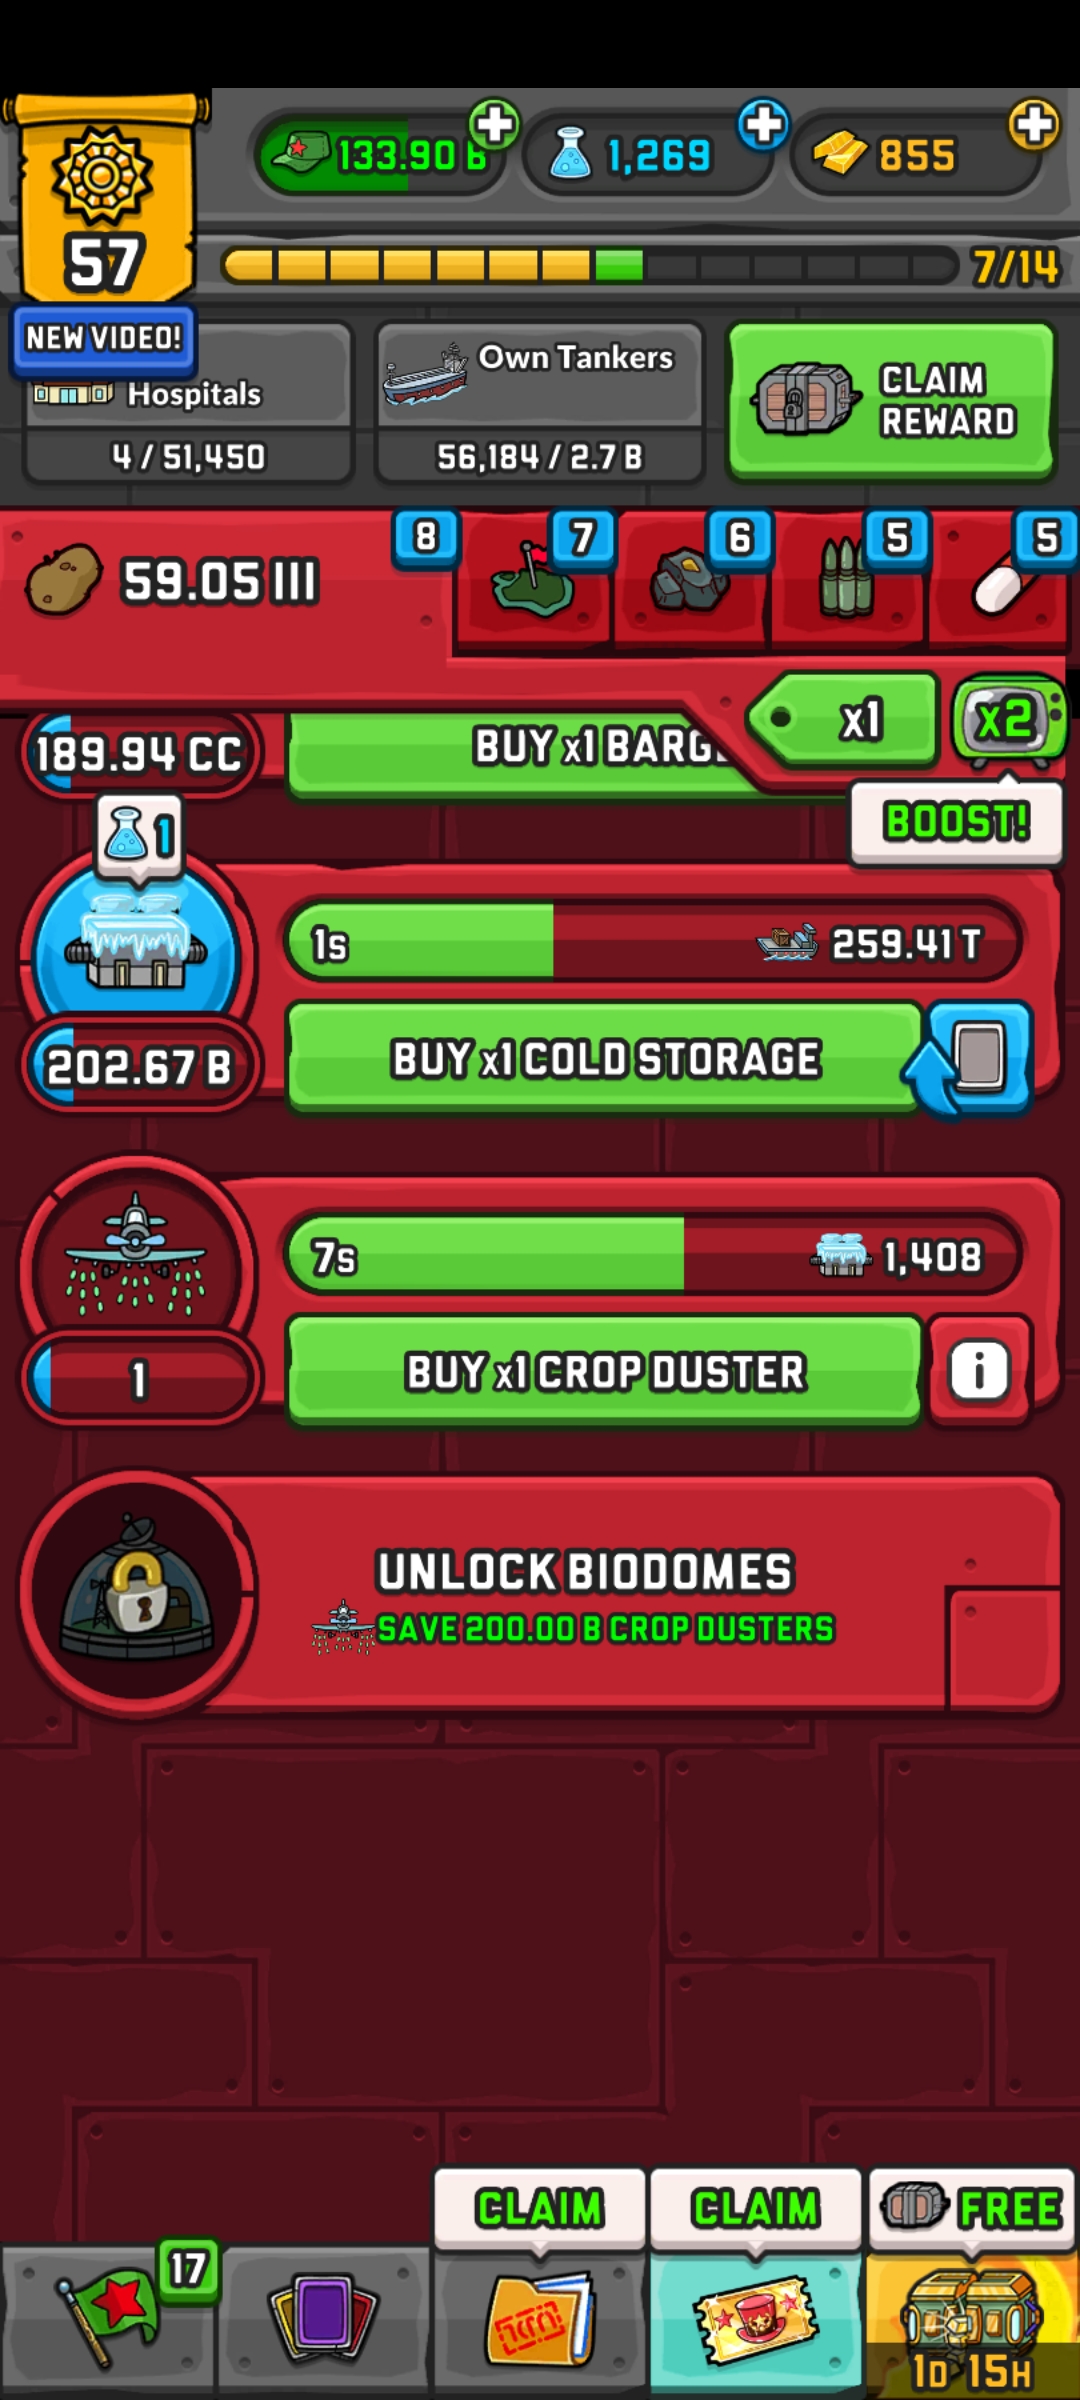 133.90 B
1,269
855
57
7/14
NEW VIDEO!
Hospitals
4 / 51,450
Own Tankers
56,184 / 2.7 B
CLAIM
REWARD
59.05 III
8
7
6
5
5
x1
x2
BOOST!
189.94 CC
BUY x1 BARG
1
1s
259.41 T
202.67 B
BUY x1 COLD STORAGE
7s
1,408
1
BUY x1 CROP DUSTER
i
UNLOCK BIODOMES
SAVE 200.00 B CROP DUSTERS
CLAIM
CLAIM
FREE
17
1D 15H